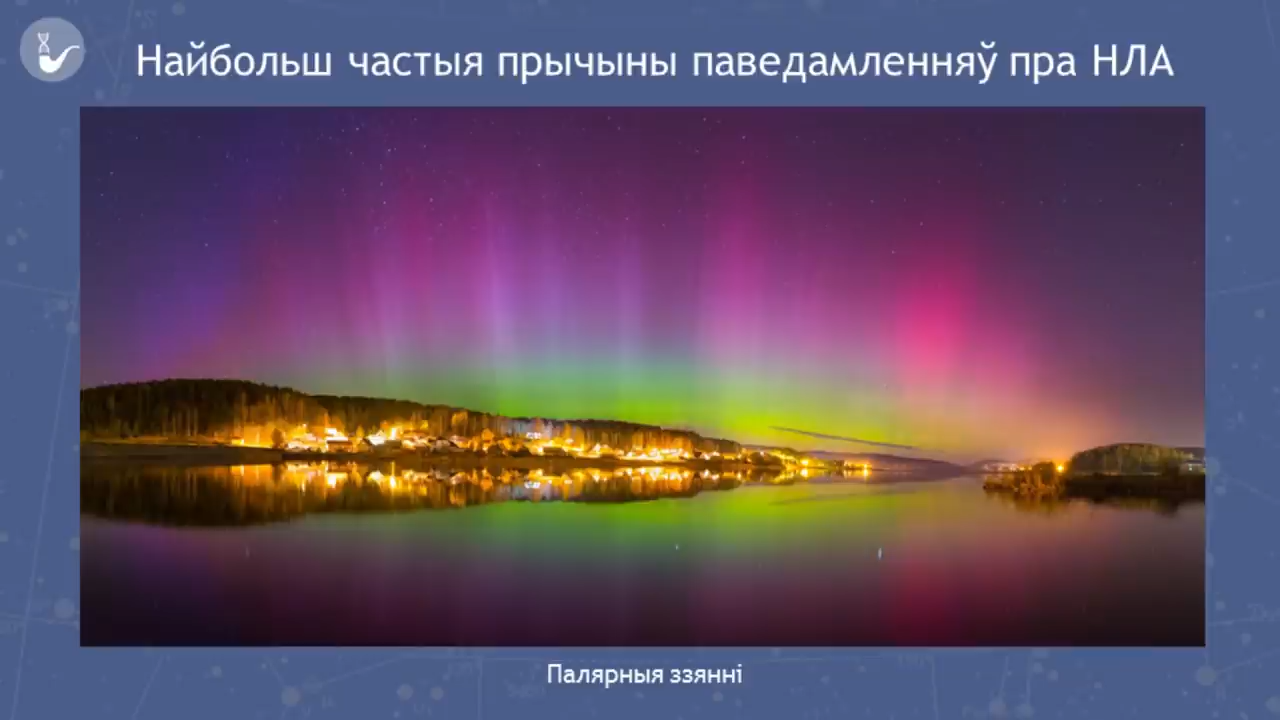 Найбольш частыя прычыны паведамленняў пра НЛА
Палярныя ззянні